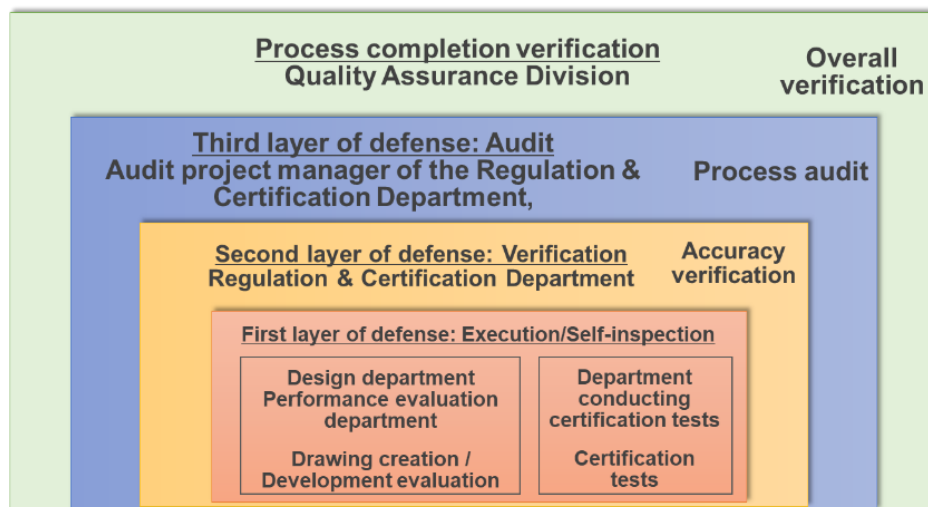 Process completion verification
Quality Assurance Division
Overall
verification
Third layer of defense: Audit
Audit project manager of the Regulation &
Certification Department,
Process audit
Second layer of defense: Verification
Regulation & Certification Department
Accuracy
verification
First layer of defense: Execution/Self-inspection
Design department
Performance evaluation
department
Drawing creation /
Development evaluation
Department
conducting
certification tests
Certification
tests